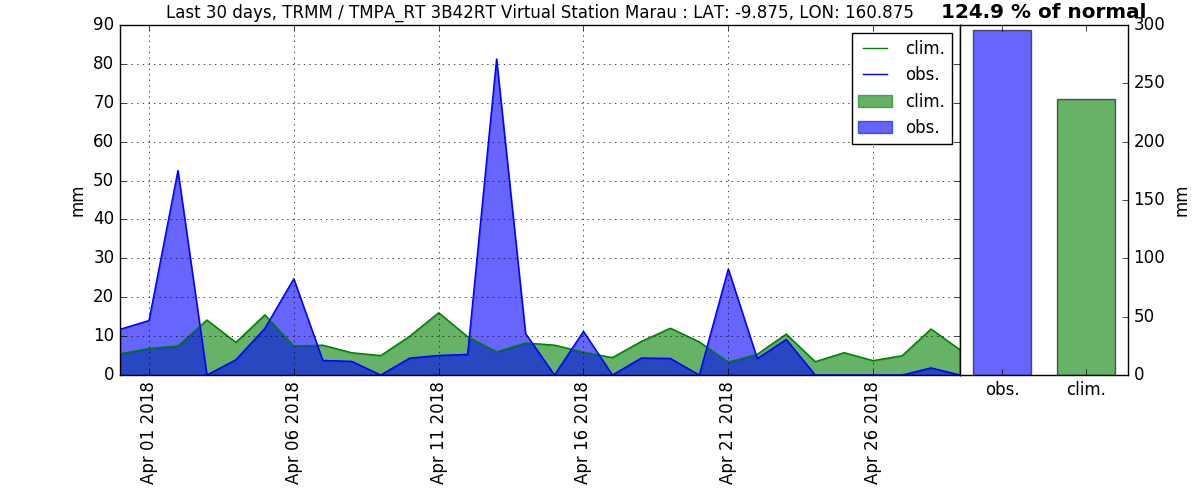 Last 30 days, TRMM / TMPA_RT 3B42RT Virtual Station Marau : LAT: -9.875, LON: 160.875
124.9 % of normal
90
80
70
60
50
40
30
20
10
0
mm
clim.
obs.
clim.
obs.
Apr 01 2018
Apr 06 2018
Apr 11 2018
Apr 16 2018
Apr 21 2018
Apr 26 2018
300
250
200
150
100
50
0
mm
obs.
clim.